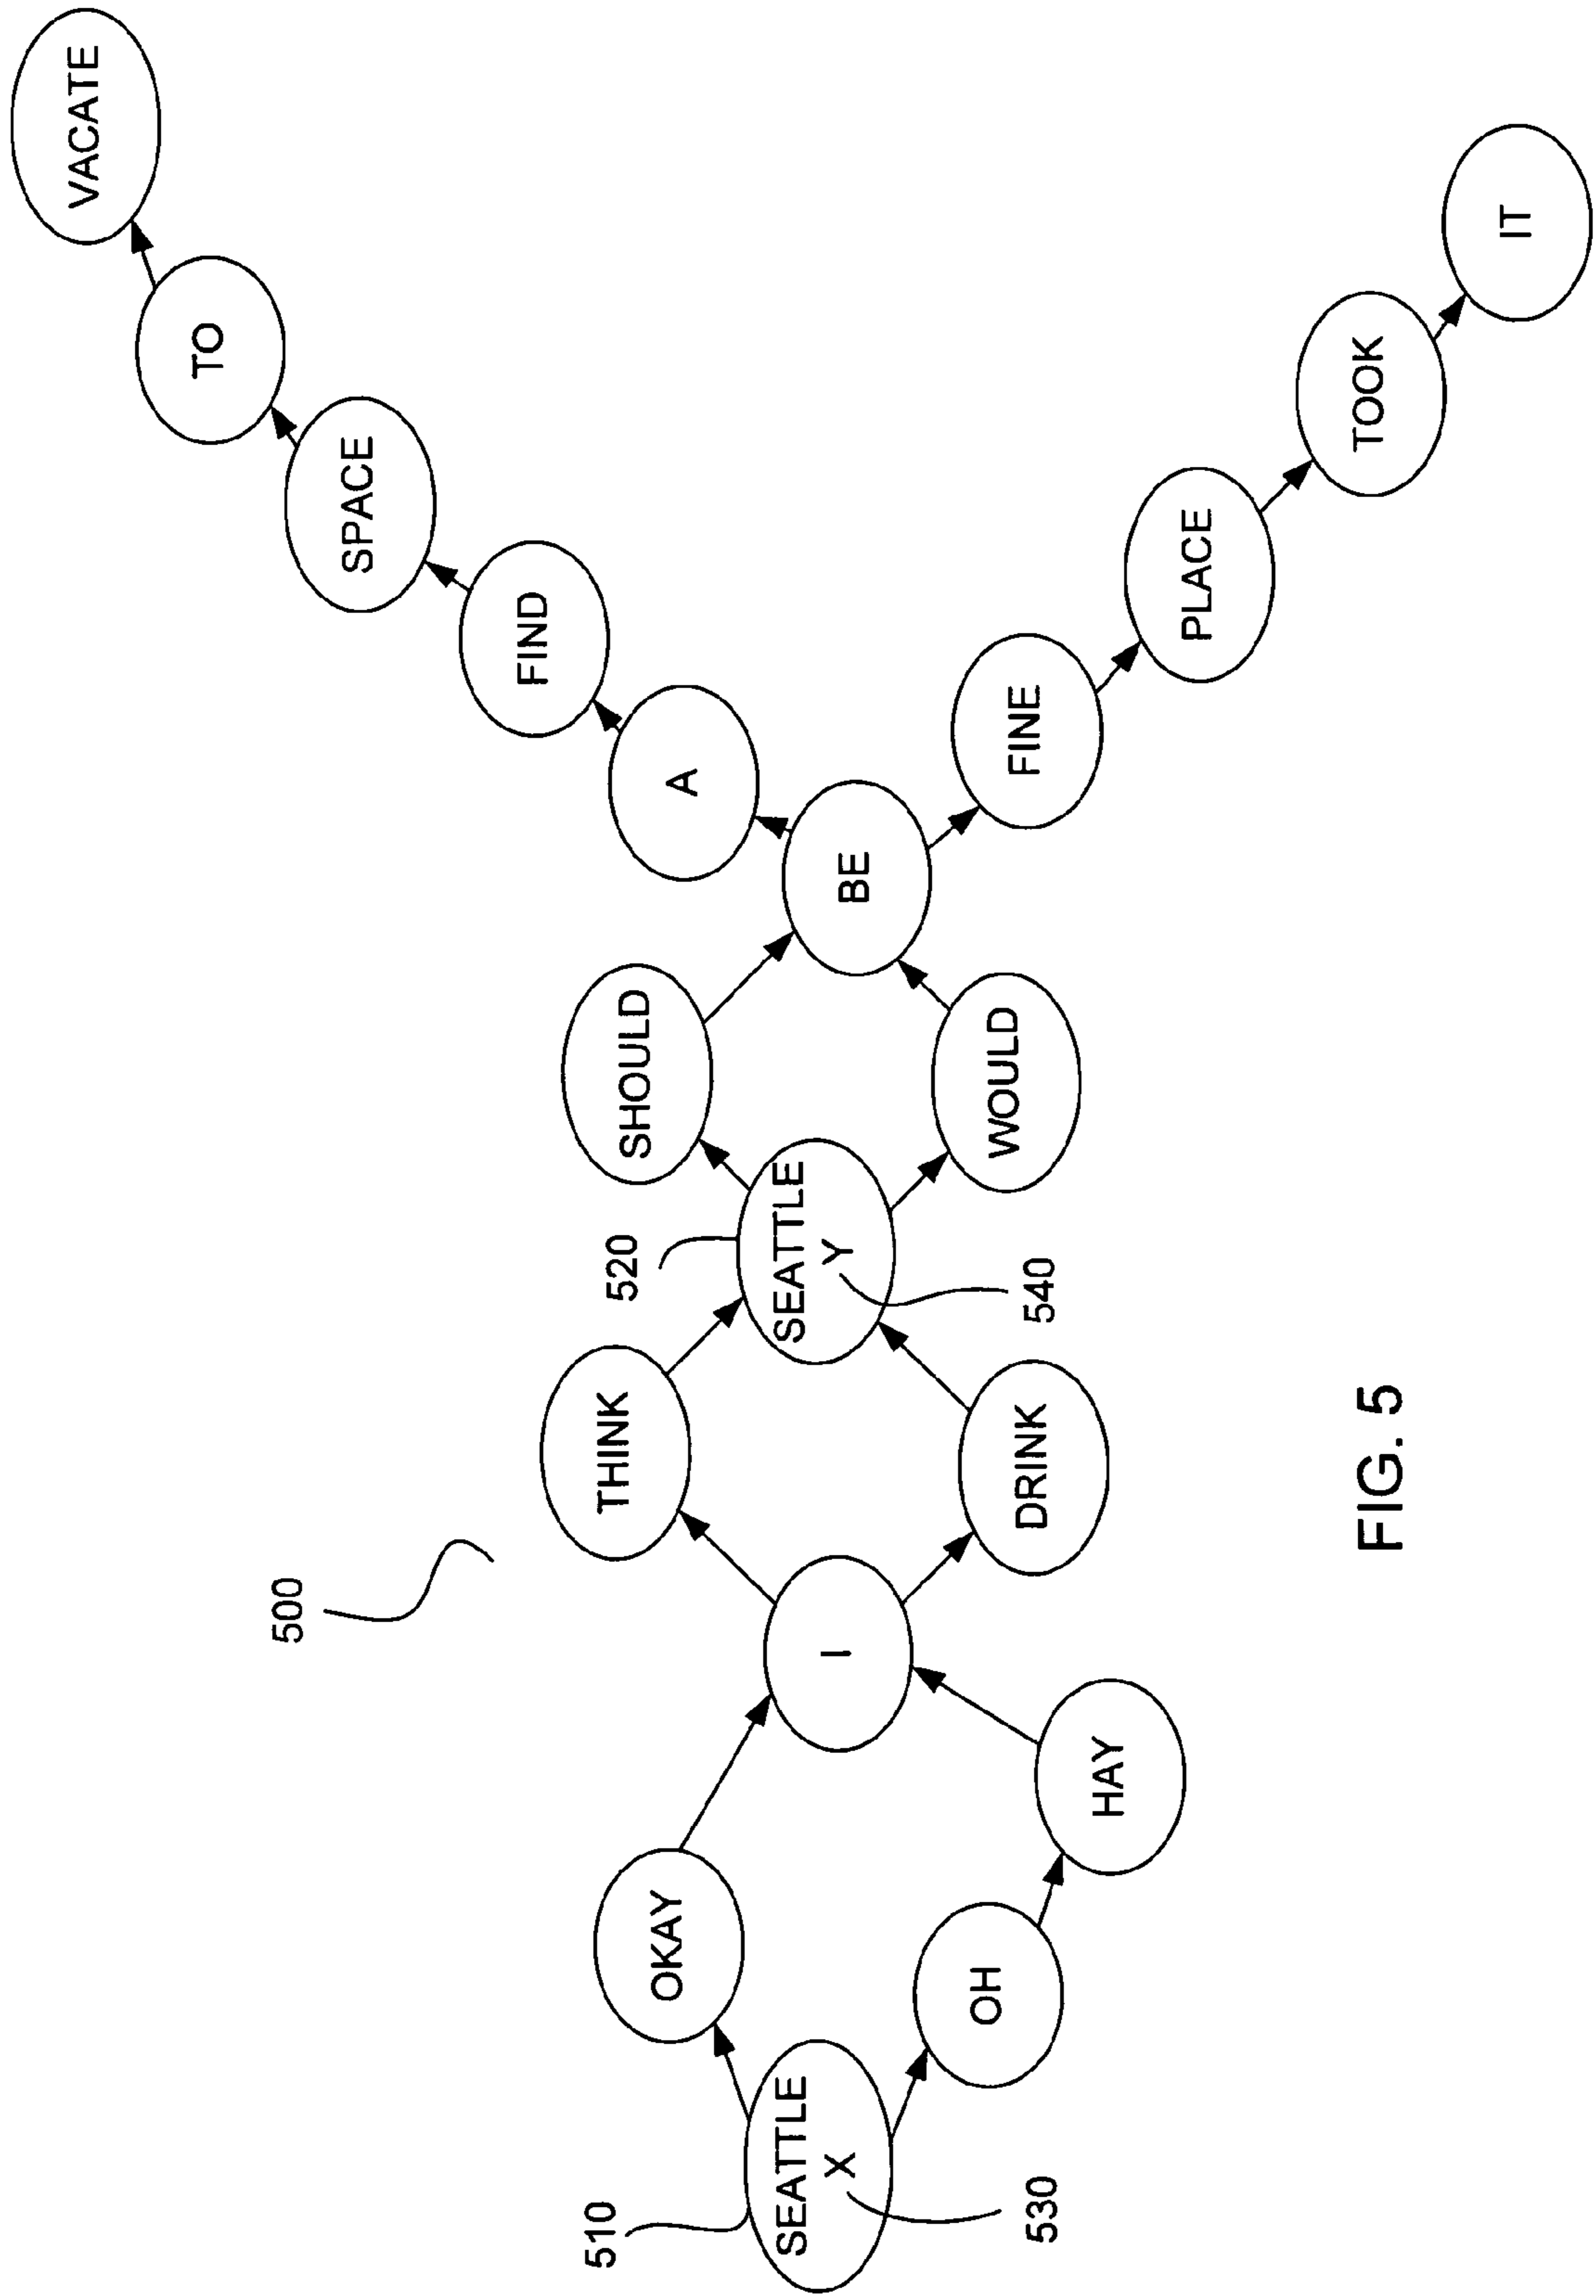 500
510
SEATTLE
X
530
OKAY
OH
HAY
I
THINK
DRINK
520
SEATTLE
Y
540
SHOULD
WOULD
BE
A
FIND
SPACE
TO
VACATE
FINE
PLACE
TOOK
IT
FIG. 5